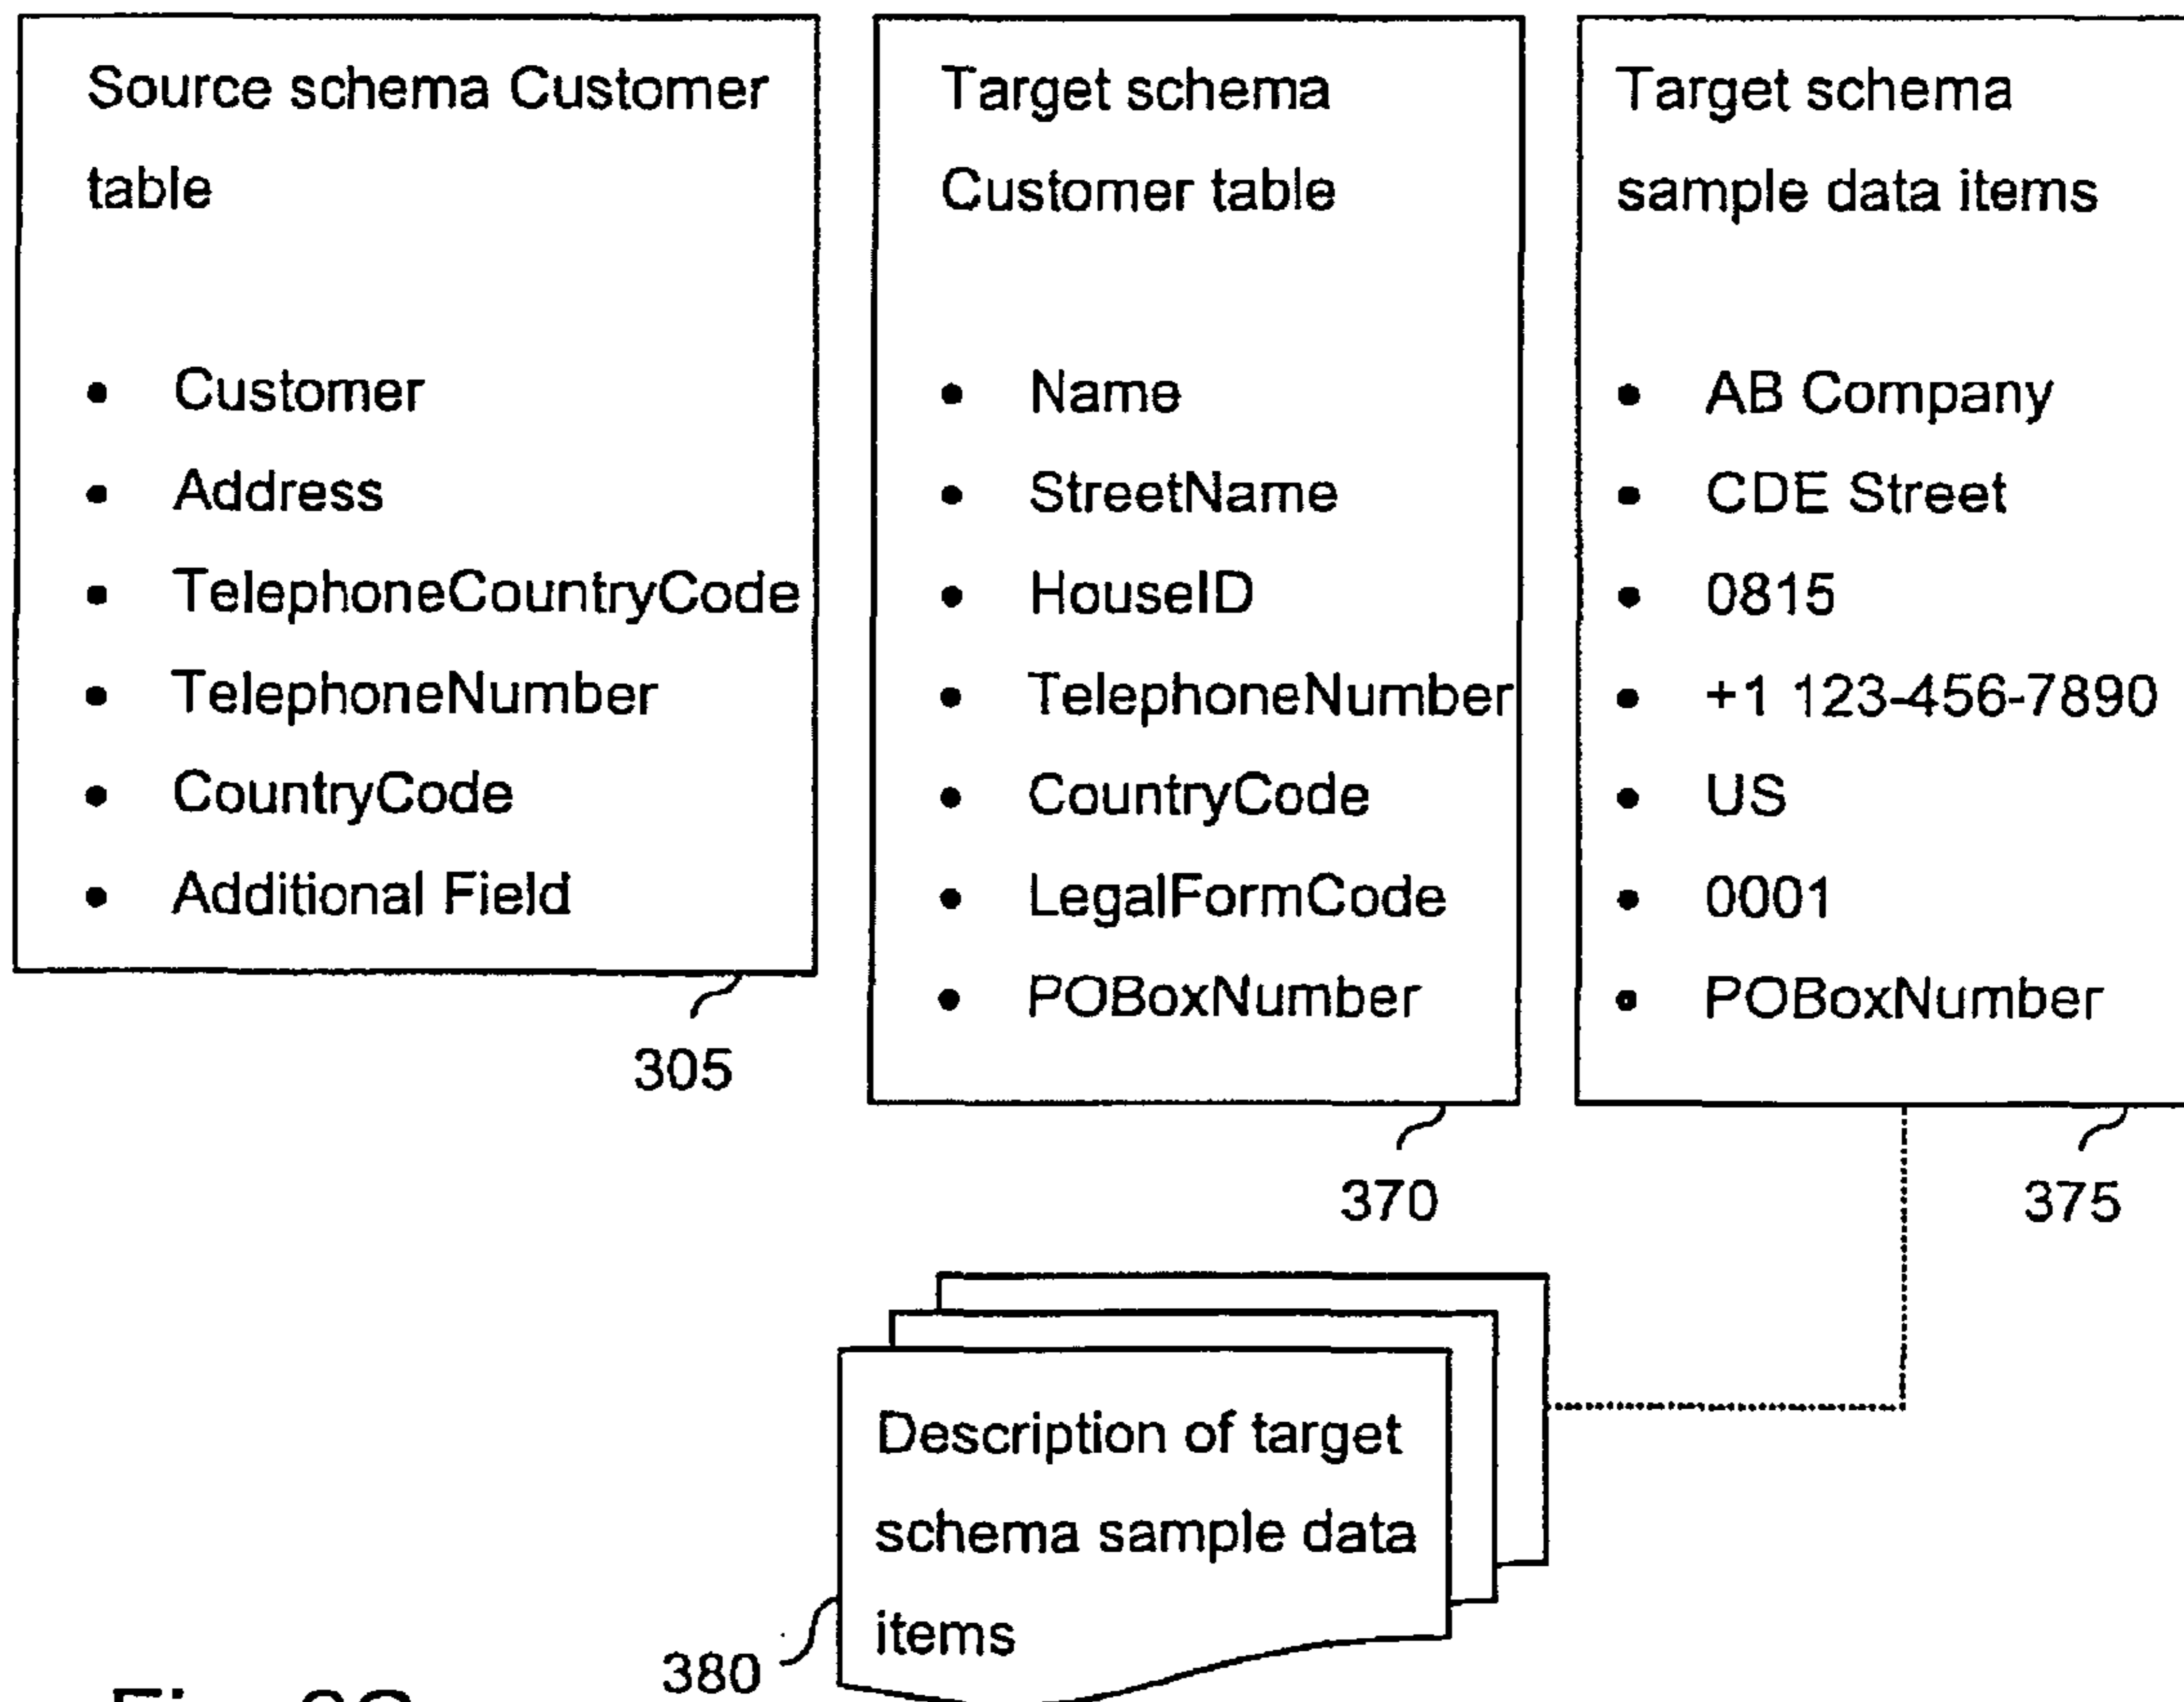 Source schema Customer
table
• Customer
• Address
• TelephoneCountryCode
• TelephoneNumber
• CountryCode
• Additional Field
305
Target schema
Customer table
• Name
• StreetName
• HouseID
• TelephoneNumber
• CountryCode
• LegalFormCode
• POBoxNumber
370
Target schema
sample data items
• AB Company
• CDE Street
• 0815
• +1 123-456-7890
• US
• 0001
• POBoxNumber
375
Description of target
schema sample data
items
380